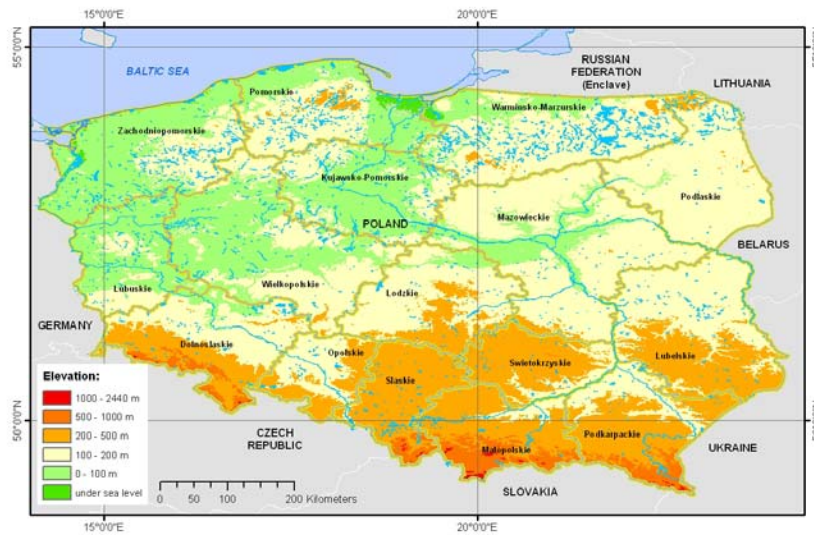 15°0'0"E
20°0'0"E
55°0'0"N
BALTIC SEA
RUSSIAN
FEDERATION
(Enclave)
LITHUANIA
Pomorskie
Warminsko-Marzurskie
Zachodniopomorskie
Kujawsko-Pomorskie
Podlaskie
POLAND
Mazowieckie
BELARUS
Wielkopolskie
Lubuskie
Lodzkie
GERMANY
Dolnoslaskie
Opolskie
Swietokrzyskie
Lubelskie
Slaskie
Elevation:
1000 - 2440 m
500 - 1000 m
200 - 500 m
100 - 200 m
0 - 100 m
under sea level
50°0'0"N
CZECH
REPUBLIC
Malopolskie
Podkarpackie
UKRAINE
SLOVAKIA
0 50 100 200 Kilometers
15°0'0"E
20°0'0"E